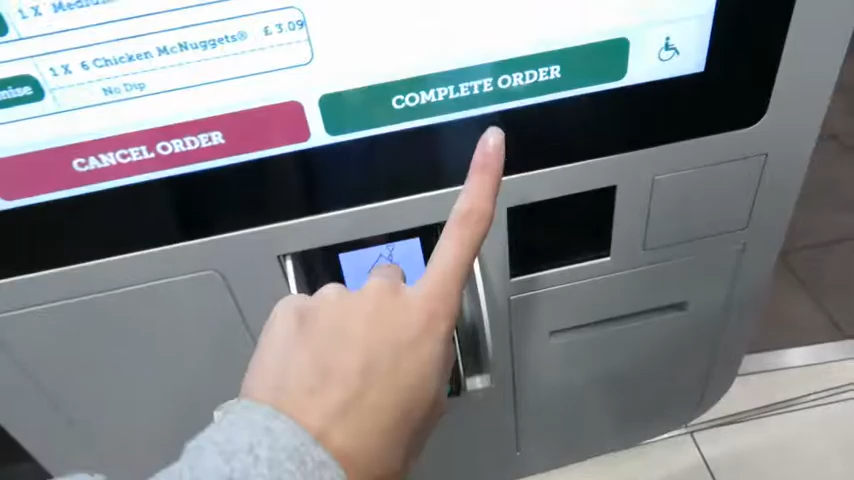 1 X Medium
1 X 6 Chicken McNuggets® £ 3.09
No Dip
CANCEL ORDER
COMPLETE ORDER